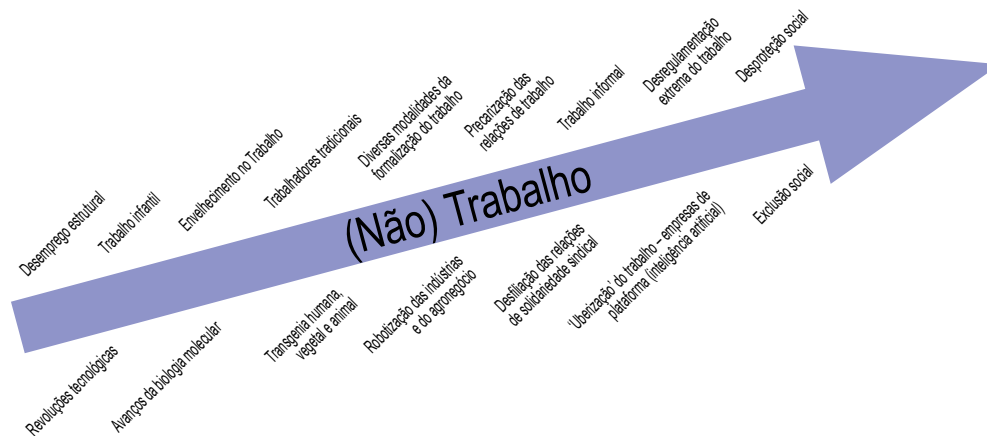 Desemprego estrutural
Trabalho infantil
Envelhecimento no Trabalho
Trabalhadores tradicionais
Diversas modalidades da
formalização do trabalho
Precarização das
relações de trabalho
Trabalho informal
Desregulamentação
extrema do trabalho
Desproteção social
(Não) Trabalho
Revoluções tecnológicas
Avanços da biologia molecular
Transgenia humana,
vegetal e animal
Robotização das indústrias
e do agronegócio
Desfiliação das relações
de solidariedade sindical
'Uberização' do trabalho – empresas de
plataforma (inteligência artificial)
Exclusão social